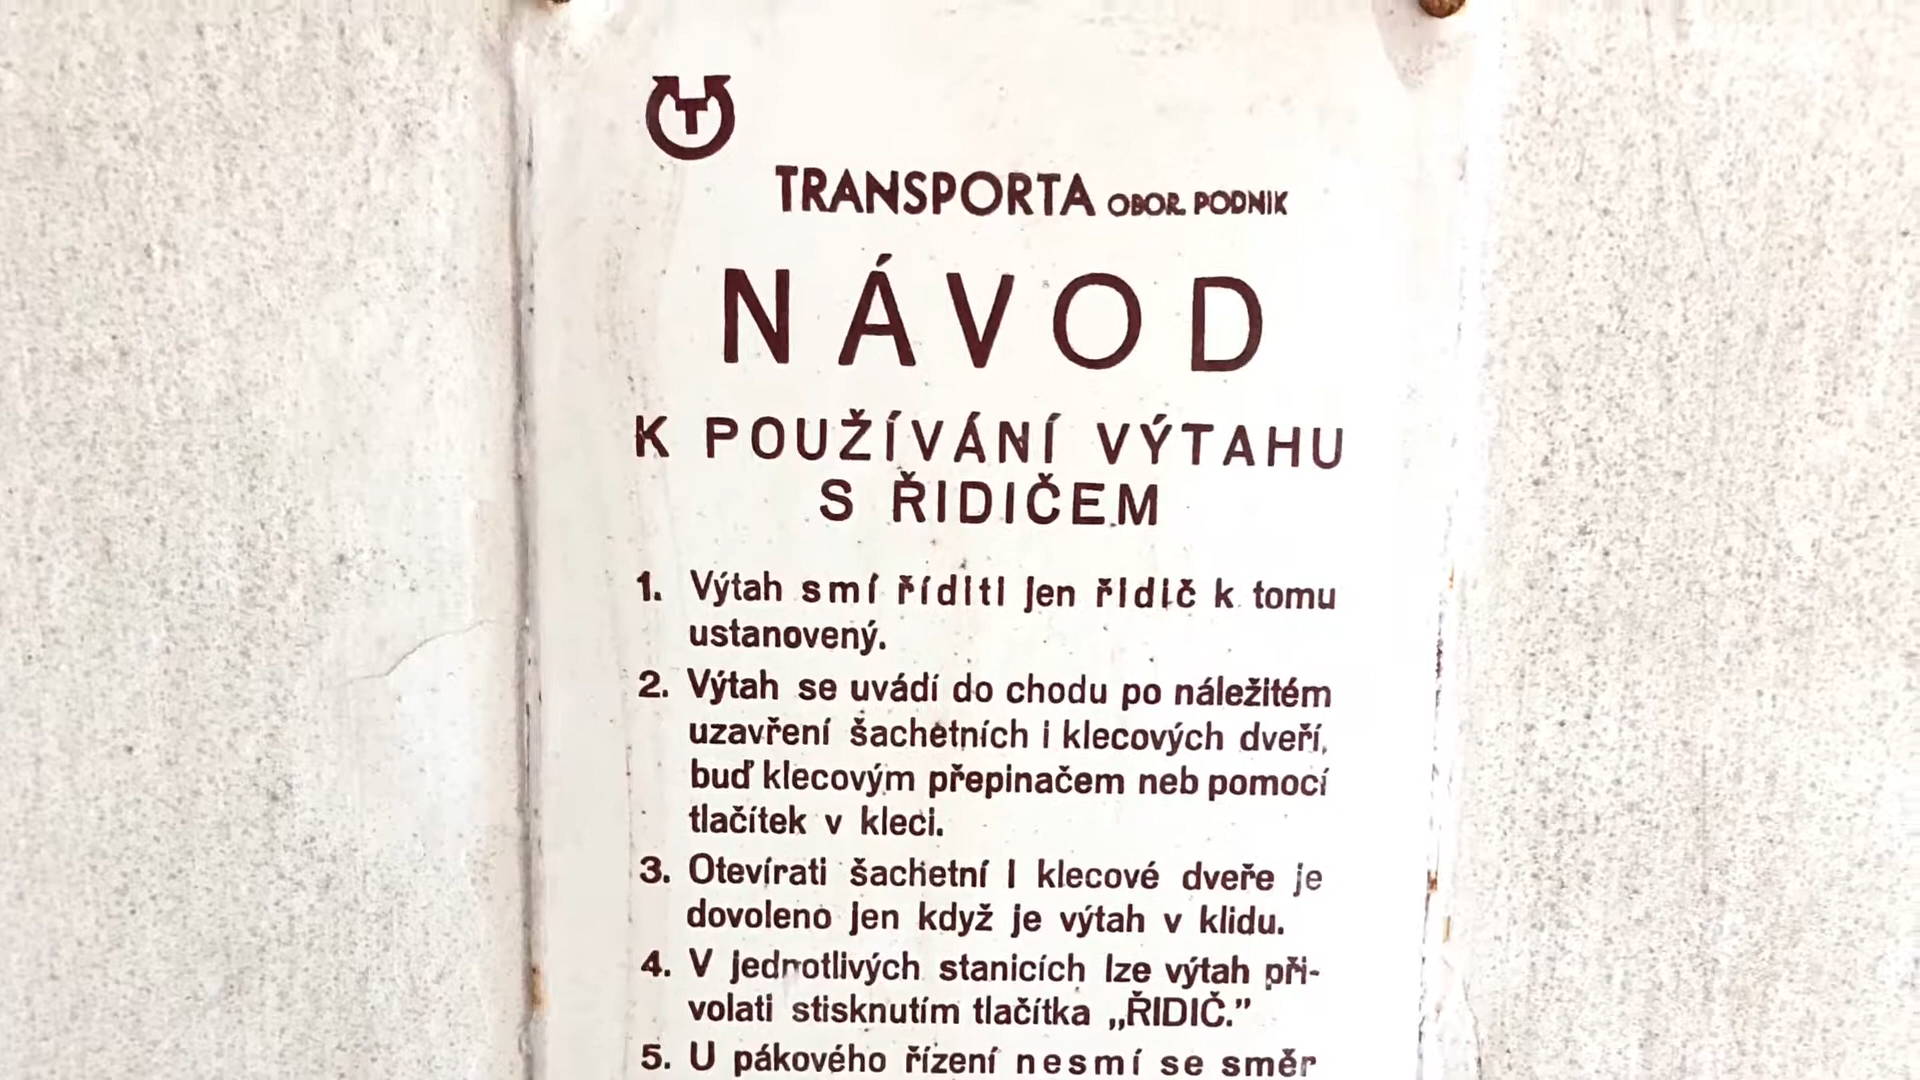 T
TRANSPORTA OBOR. PODNIK
NÁVOD
K POUŽÍVÁNÍ VÝTAHU
S ŘIDIČEM
1. Výtah smí říditi jen řidič k tomu
ustanovený.
2. Výtah se uvádí do chodu po náležitém
uzavření šachetních i klecových dveří,
buď klecovým přepinačem neb pomocí
tlačítek v kleci.
3. Otevírati šachetní i klecové dveře je
dovoleno jen když je výtah v klidu.
4. V jednotlivých stanicích lze výtah při-
volati stisknutím tlačítka „ŘIDIČ.”
5. U pákového řízení nesmí se směr